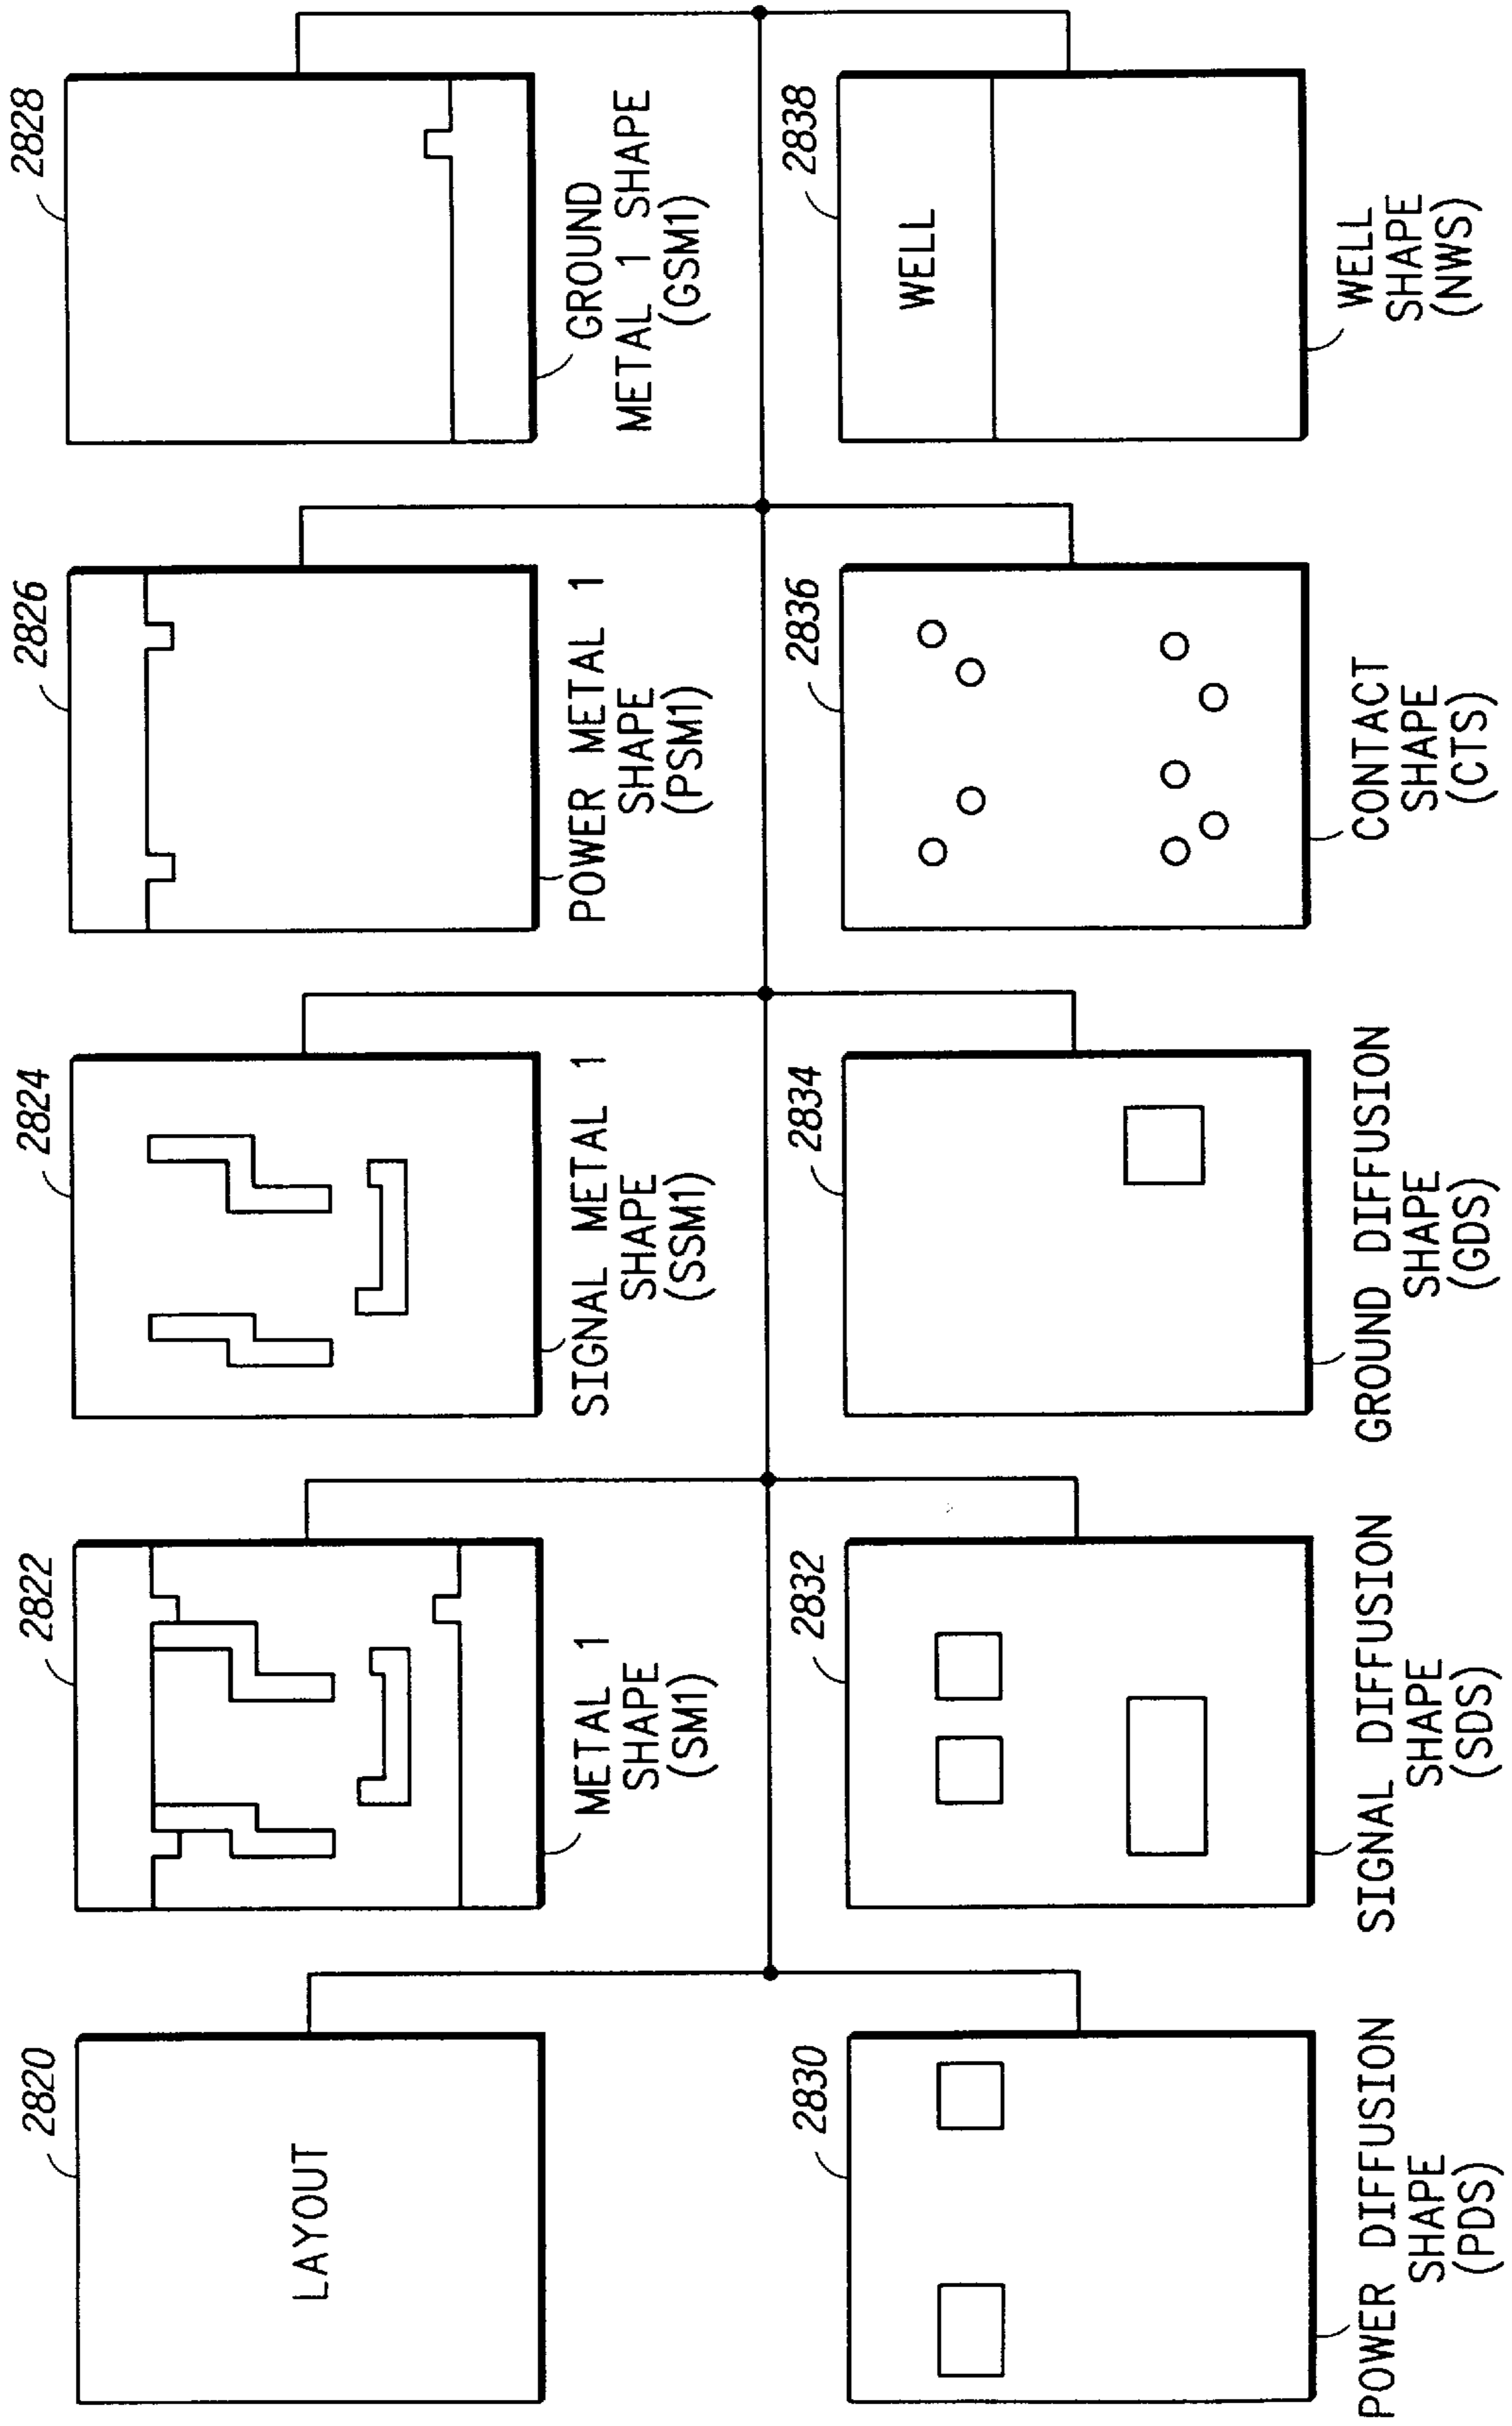 2820
LAYOUT
2822
METAL 1
SHAPE
(SM1)
2824
SIGNAL METAL 1
SHAPE
(SSM1)
2826
POWER METAL 1
SHAPE
(PSM1)
2828
GROUND
METAL 1 SHAPE
(GSM1)
2830
POWER DIFFUSION
SHAPE
(PDS)
2832
SIGNAL DIFFUSION
SHAPE
(SDS)
2834
GROUND DIFFUSION
SHAPE
(GDS)
2836
CONTACT
SHAPE
(CTS)
2838
WELL
WELL
SHAPE
(NWS)